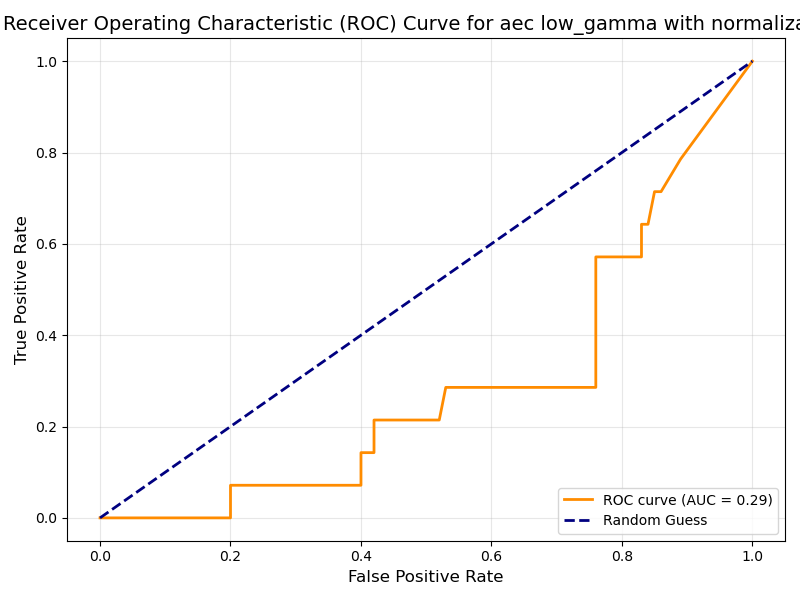 Receiver Operating Characteristic (ROC) Curve for aec low_gamma with
True Positive Rate
1.0
0.8
0.6
0.4
0.2
0.0
ROC curve (AUC = 0.29)
Random Guess
0.0 0.2 0.4 0.6 0.8 1.0
False Positive Rate